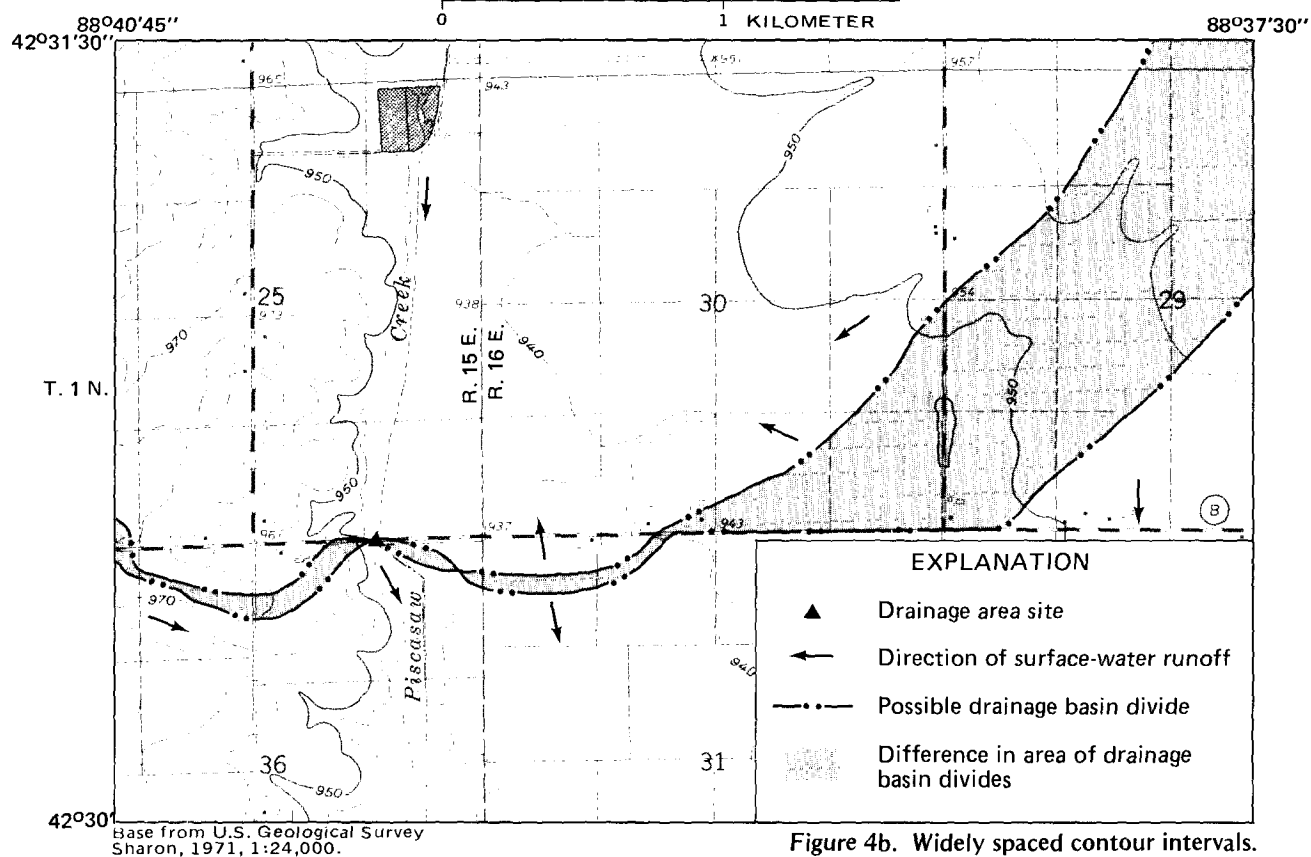 0 1 KILOMETER
88°40'45" 88°37'30"
42°31'30"
965 943 957
950
950
Creek
25 938 30 954 29
970 940
R. 15 E.
R. 16 E.
T. 1 N.
950
950
937 943 B
970
Piscasaw
940
36 31
950
42°30'
EXPLANATION
Drainage area site
Direction of surface-water runoff
Possible drainage basin divide
Difference in area of drainage
basin divides
Base from U.S. Geological Survey
Sharon, 1971, 1:24,000.
Figure 4b. Widely spaced contour intervals.